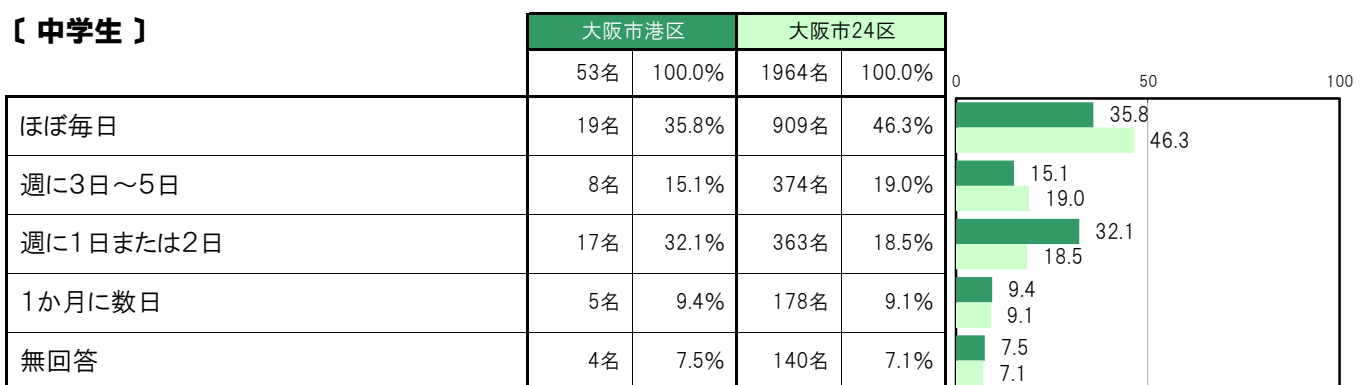 〔 中学生 〕 大阪市港区 大阪市24区
53名 100.0% 1964名 100.0% 0 50 100
ほぼ毎日 19名 35.8% 909名 46.3% 35.8
46.3
週に3日～5日 8名 15.1% 374名 19.0% 15.1
19.0
週に1日または2日 17名 32.1% 363名 18.5% 32.1
18.5
1か月に数日 5名 9.4% 178名 9.1% 9.4
9.1
無回答 4名 7.5% 140名 7.1% 7.5
7.1